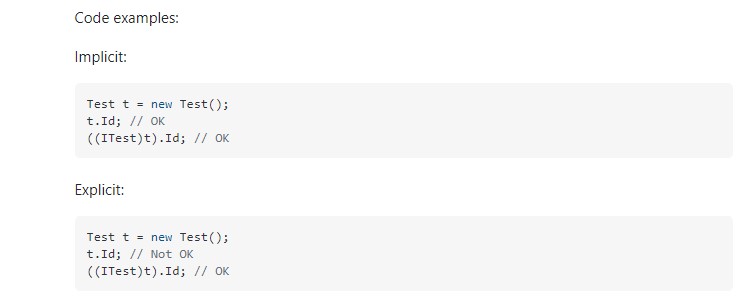 Code examples:
Implicit:
Test t = new Test();
t.Id; // OK
((ITest)t).Id; // OK
Explicit:
Test t = new Test();
t.Id; // Not OK
((ITest)t).Id; // OK